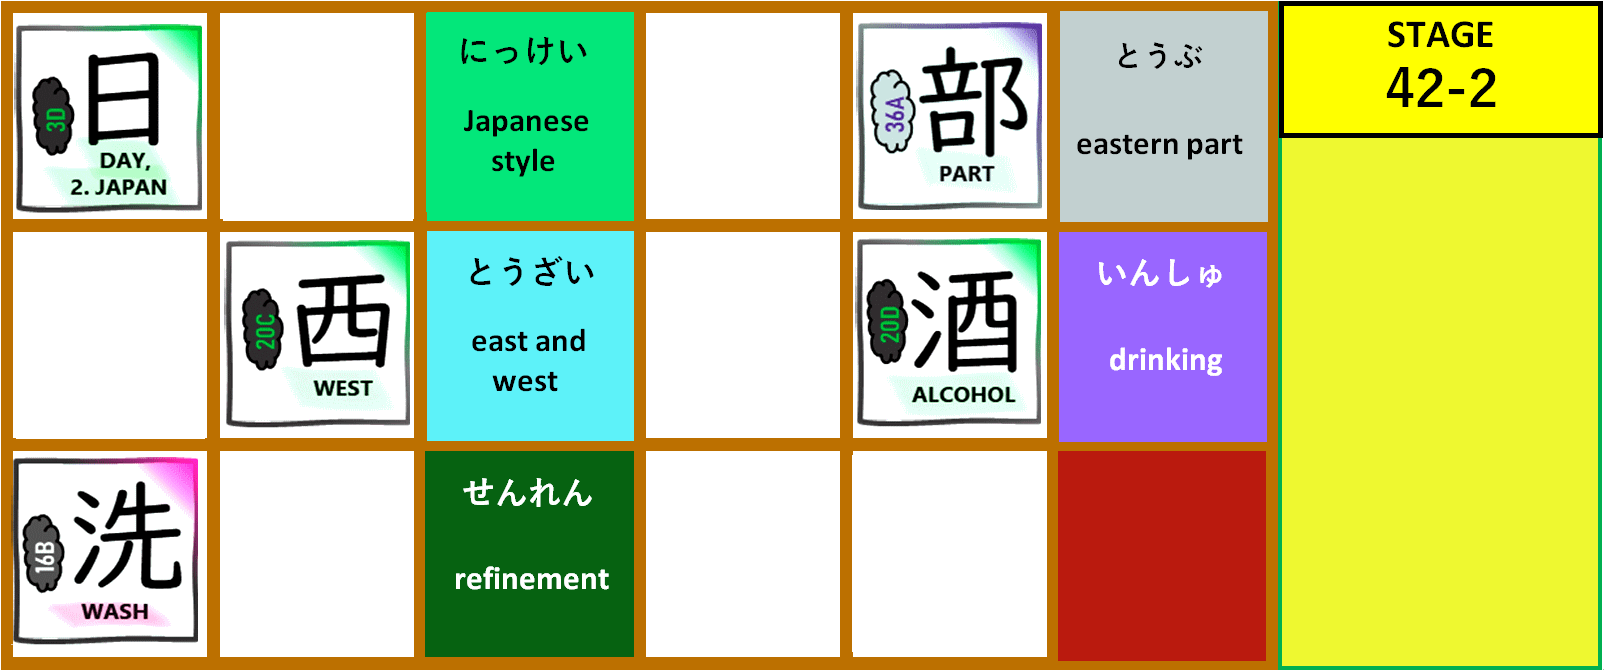 日
3D
DAY,
2. JAPAN
にっけい
Japanese
style
部
36A
PART
とうぶ
eastern part
STAGE
42-2
西
20C
WEST
とうざい
east and
west
酒
20D
ALCOHOL
いんしゅ
drinking
洗
16B
WASH
せんれん
refinement